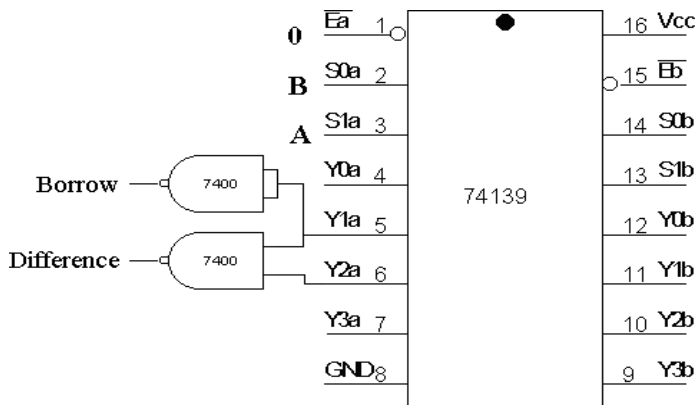 0 Ea 1 16 Vcc
B S0a 2 15 Eb
A S1a 3 14 S0b
Y0a 4 13 S1b
Borrow 7400 74139
Y1a 5 12 Y0b
Difference 7400
Y2a 6 11 Y1b
Y3a 7 10 Y2b
GND 8 9 Y3b